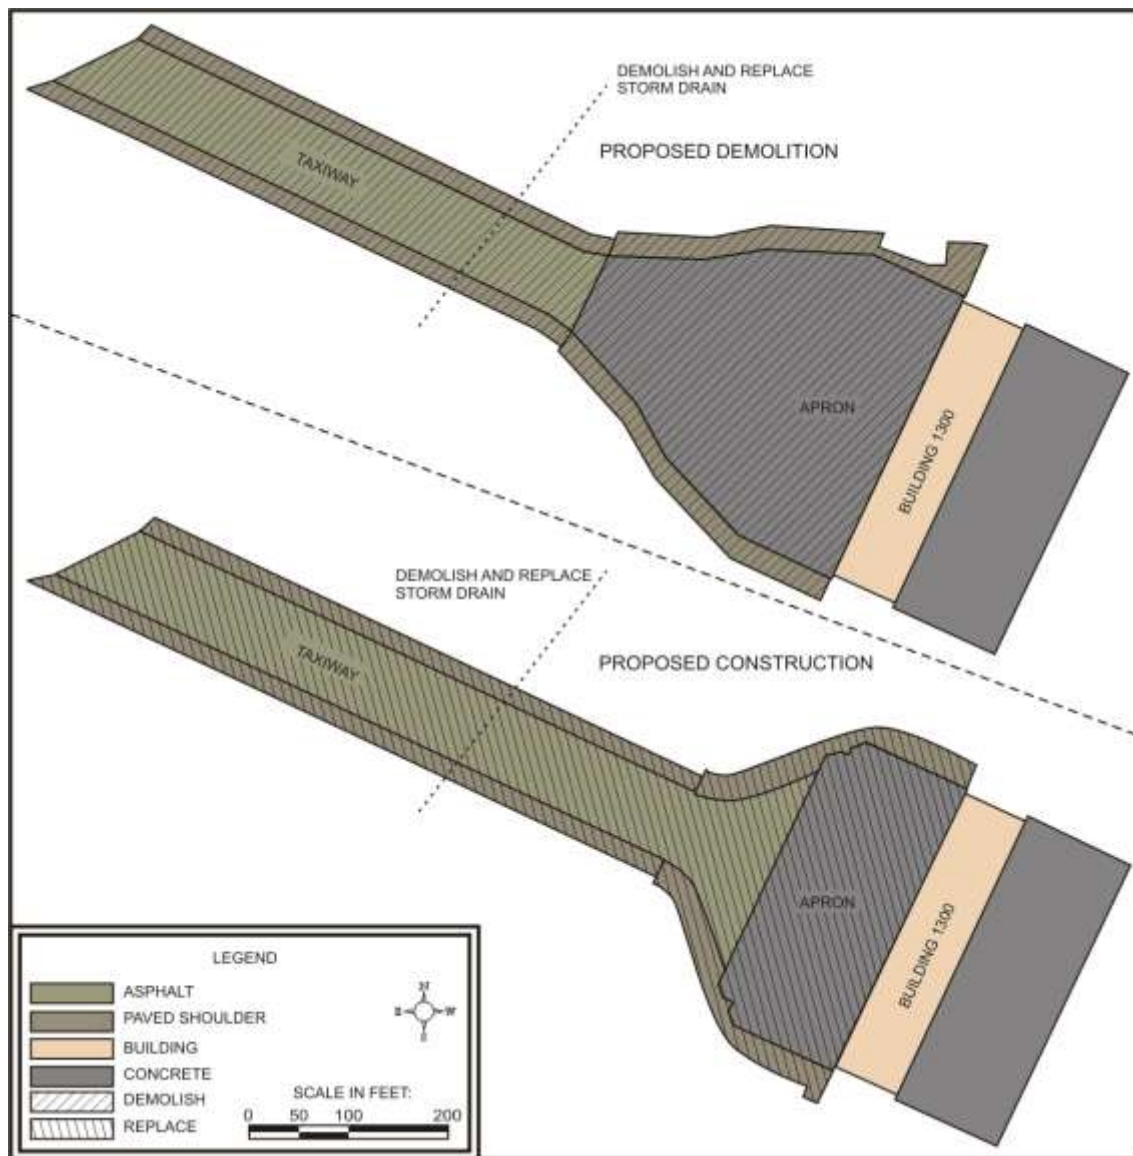 DEMOLISH AND REPLACE
STORM DRAIN
PROPOSED DEMOLITION
TAXIWAY
APRON
BUILDING 1300
DEMOLISH AND REPLACE
STORM DRAIN
PROPOSED CONSTRUCTION
TAXIWAY
APRON
BUILDING 1300
LEGEND
ASPHALT
PAVED SHOULDER
BUILDING
CONCRETE
DEMOLISH
REPLACE
N
E W
S
SCALE IN FEET:
0 50 100 200